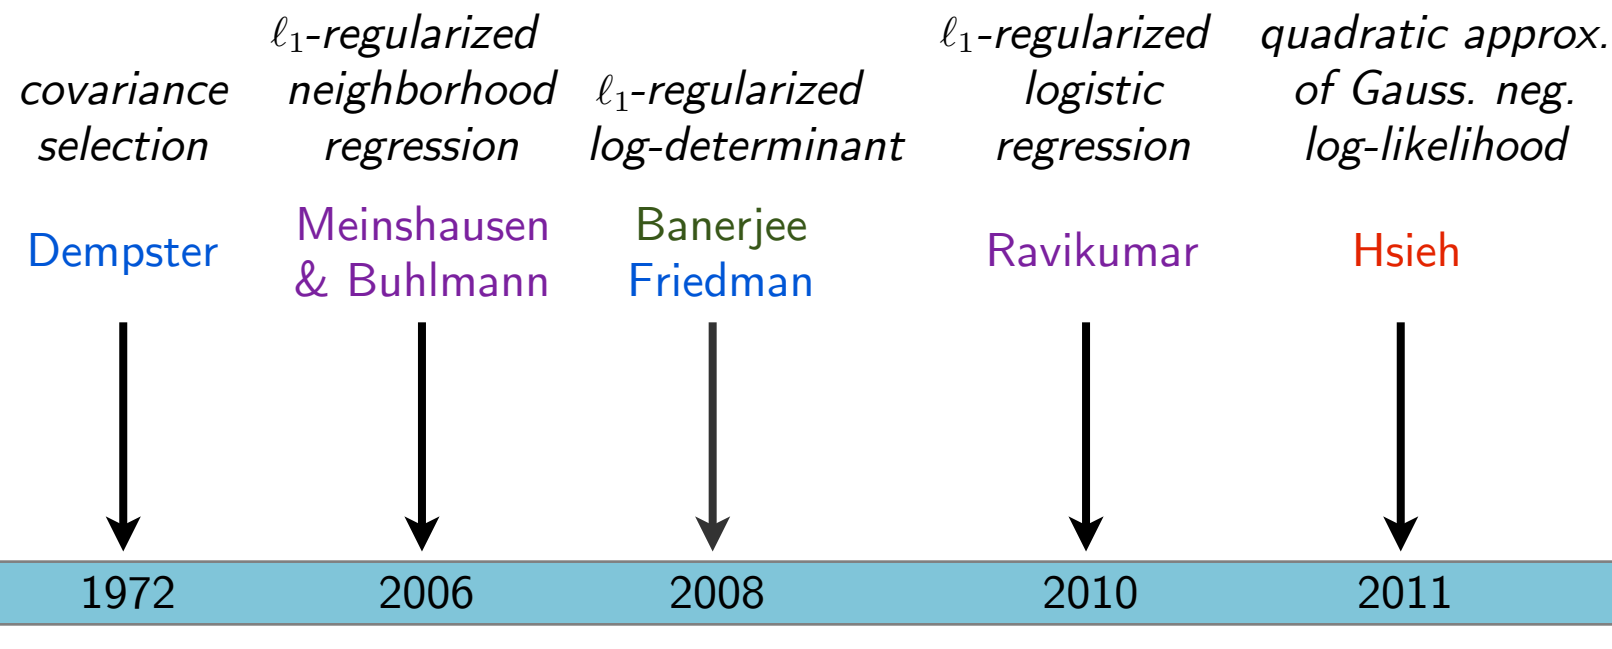 covariance
selection
Dempster
1972
ℓ₁-regularized
neighborhood
regression
Meinshausen
& Buhlmann
2006
ℓ₁-regularized
log-determinant
Banerjee
Friedman
2008
ℓ₁-regularized
logistic
regression
Ravikumar
2010
quadratic approx.
of Gauss. neg.
log-likelihood
Hsieh
2011